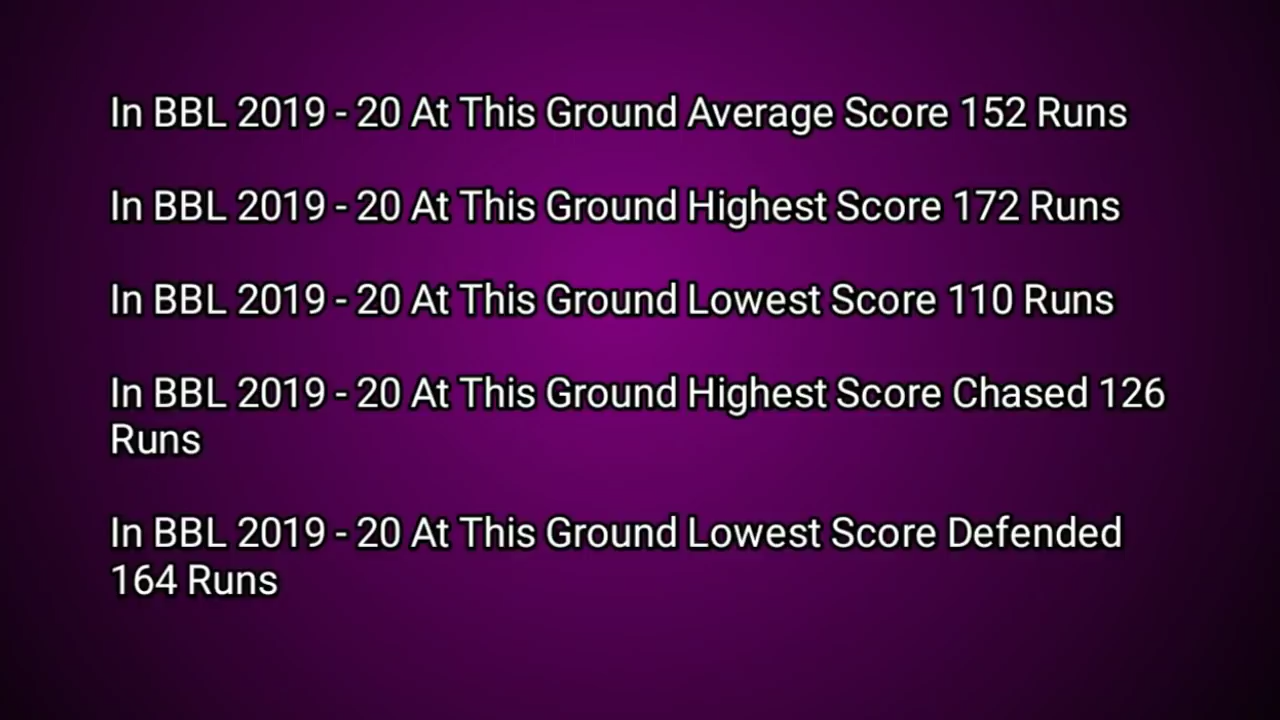 In BBL 2019 - 20 At This Ground Average Score 152 Runs
In BBL 2019 - 20 At This Ground Highest Score 172 Runs
In BBL 2019 - 20 At This Ground Lowest Score 110 Runs
In BBL 2019 - 20 At This Ground Highest Score Chased 126
Runs
In BBL 2019 - 20 At This Ground Lowest Score Defended
164 Runs